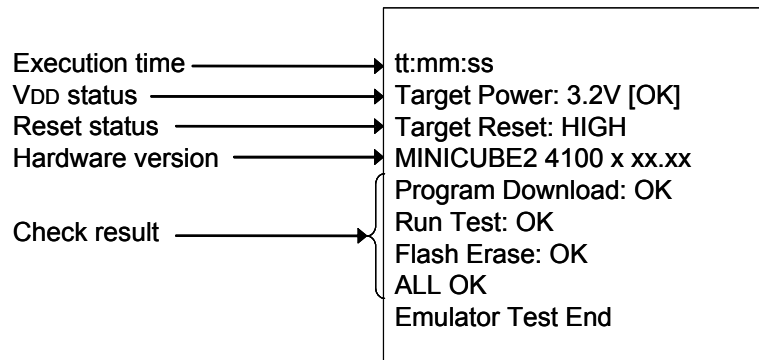 Execution time
tt:mm:ss
VDD status
Target Power: 3.2V [OK]
Reset status
Target Reset: HIGH
Hardware version
MINICUBE2 4100 x xx.xx
Program Download: OK
Check result
Run Test: OK
Flash Erase: OK
ALL OK
Emulator Test End